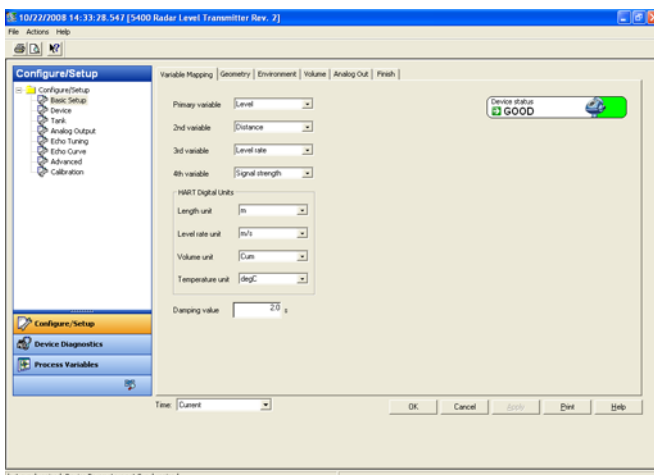 10/22/2008 14:33:28.547 [5400 Radar Level Transmitter Rev. 2]
File Actions Help
Configure/Setup
Configure/Setup
Basic Setup
Device
Tank
Analog Output
Echo Tuning
Echo Curve
Advanced
Calibration
Configure/Setup
Device Diagnostics
Process Variables
Variable Mapping Geometry Environment Volume Analog Out Finish
Primary variable Level
2nd variable Distance
3rd variable Level rate
4th variable Signal strength
HART Digital Units
Length unit m
Level rate unit m/s
Volume unit Cum
Temperature unit degC
Damping value 2.0 s
Device status
GOOD
Time: Current
OK Cancel Apply Print Help